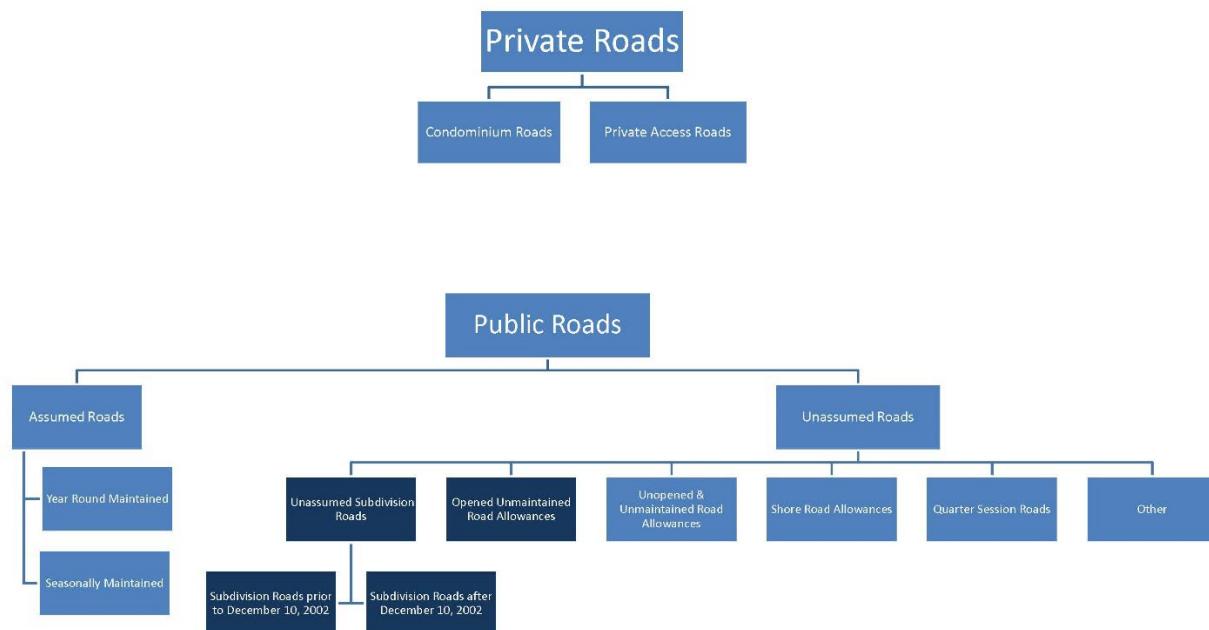 Private Roads
Condominium Roads
Private Access Roads
Public Roads
Assumed Roads
Unassumed Roads
Year Round Maintained
Seasonally Maintained
Unassumed Subdivision
Roads
Opened Unmaintained
Road Allowances
Unopened &
Unmaintained Road
Allowances
Shore Road Allowances
Quarter Session Roads
Other
Subdivision Roads prior
to December 10, 2002
Subdivision Roads after
December 10, 2002